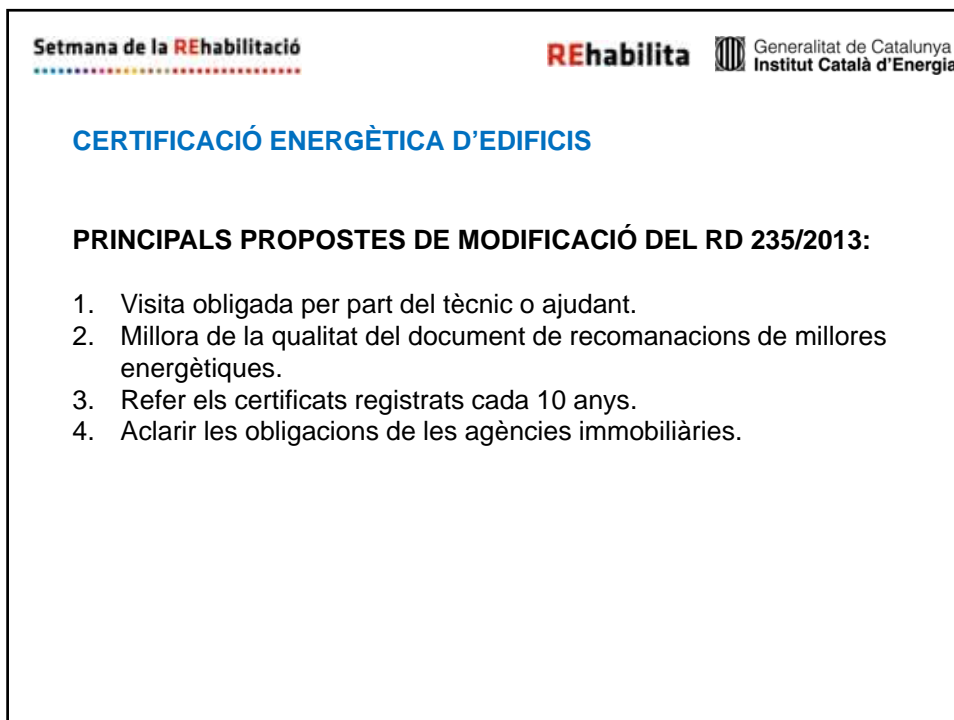 Setmana de la REhabilitació
REhabilita
Generalitat de Catalunya
Institut Català d'Energia
CERTIFICACIÓ ENERGÈTICA D'EDIFICIS
PRINCIPALS PROPOSTES DE MODIFICACIÓ DEL RD 235/2013:
1. Visita obligada per part del tècnic o ajudant.
2. Millora de la qualitat del document de recomanacions de millores
energètiques.
3. Refer els certificats registrats cada 10 anys.
4. Aclarir les obligacions de les agències immobiliàries.